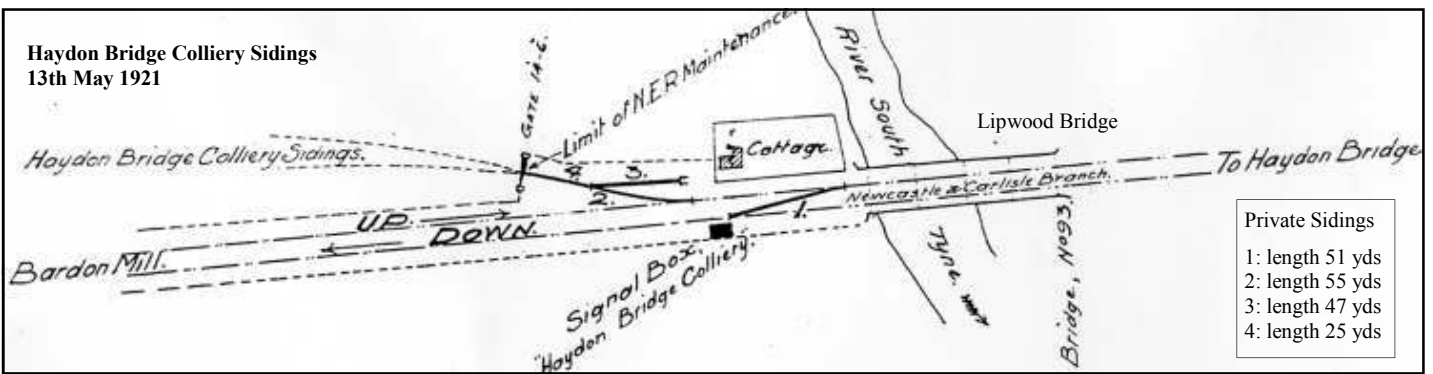 Haydon Bridge Colliery Sidings
13th May 1921
GATE 14-6.
Limit of N.E.R Maintenance.
River South
Lipwood Bridge
Haydon Bridge Colliery Sidings.
4.
3.
Cottage.
To Haydon Bridge
2.
1.
Newcastle & Carlisle Branch.
UP.
DOWN.
Bardon Mill.
Signal Box.
"Haydon Bridge Colliery".
Tyne.
Bridge, No 93.
Private Sidings
1: length 51 yds
2: length 55 yds
3: length 47 yds
4: length 25 yds